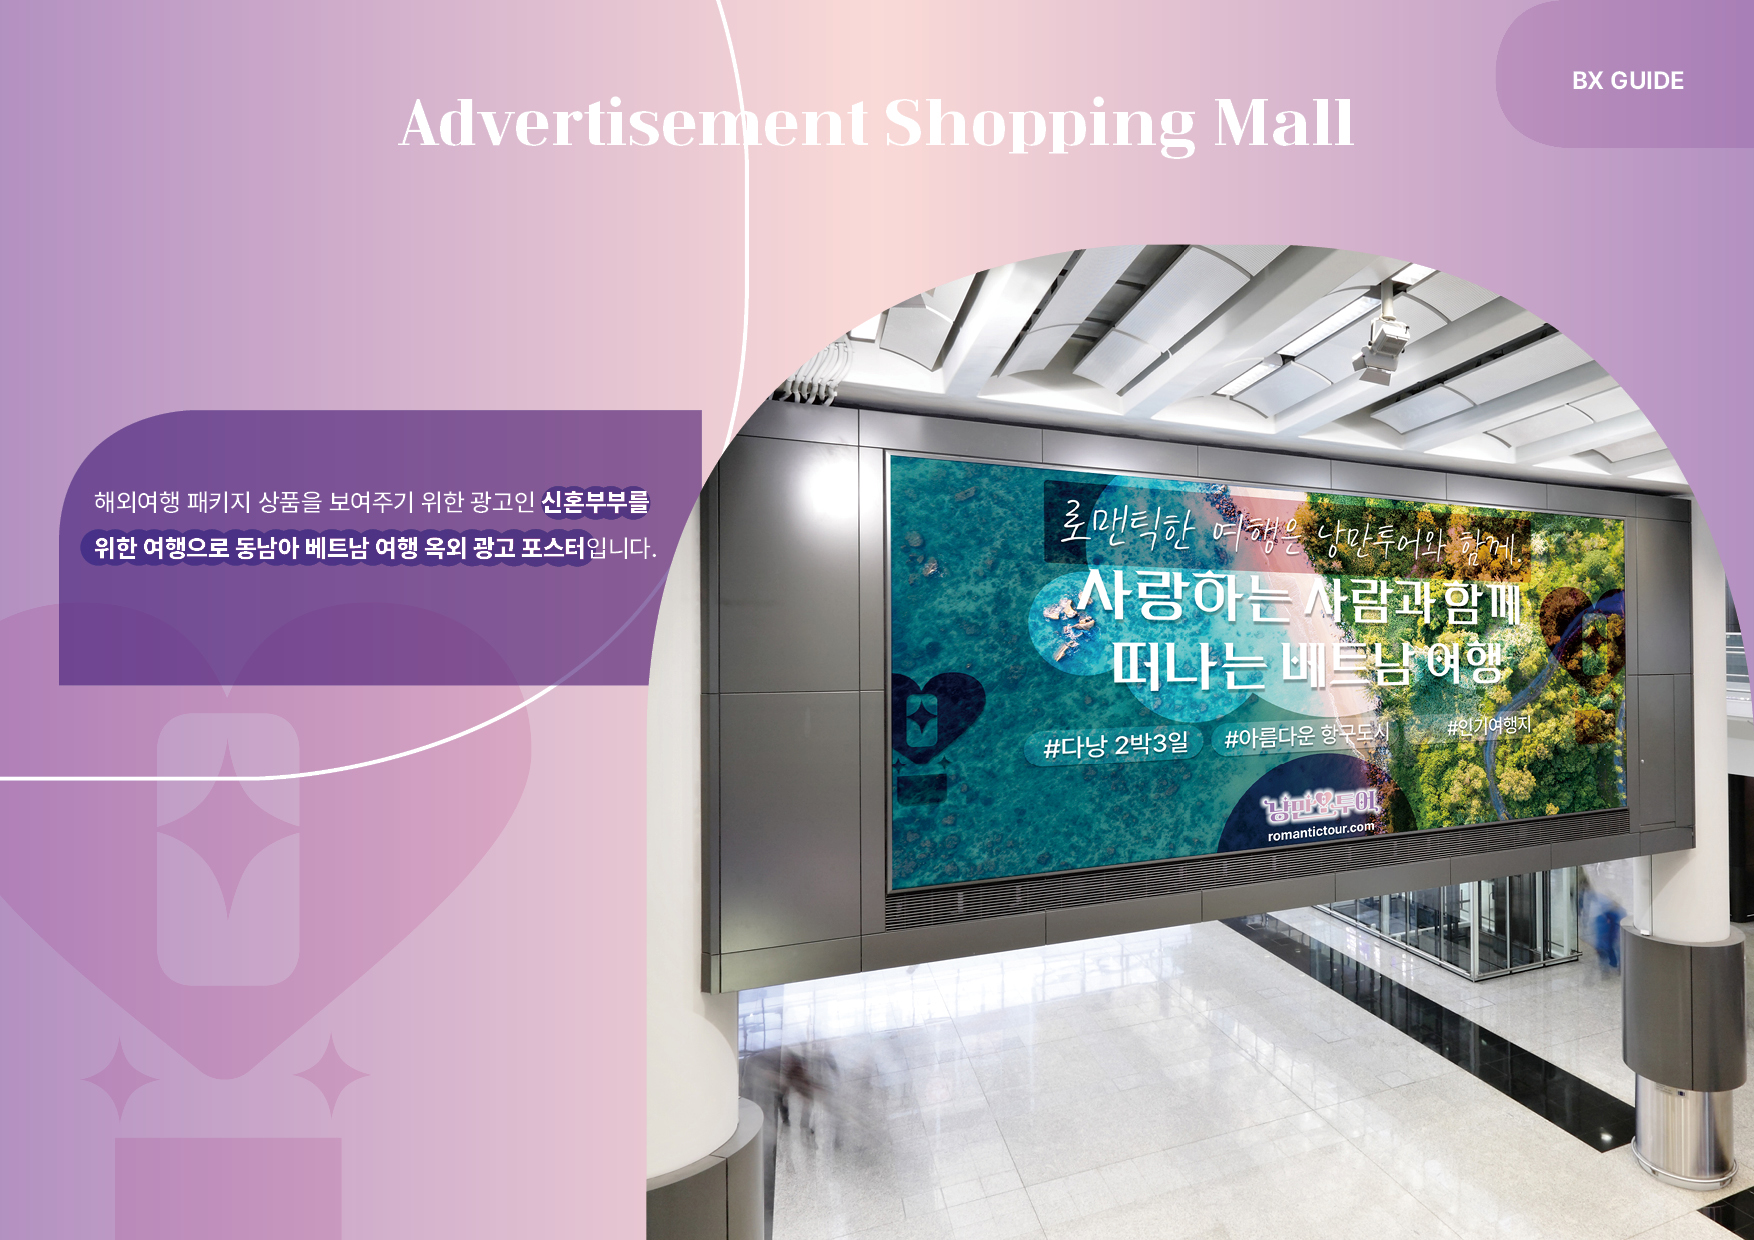 BX GUIDE
Advertisement Shopping Mall
해외여행 패키지 상품을 보여주기 위한 광고인 신혼부부를
위한 여행으로 동남아 베트남 여행 옥외 광고 포스터입니다.
로맨틱한 여행은 낭만투어와 함께.
사랑하는 사람과 함께
떠나는 베트남 여행
#다낭 2박3일 #아름다운 항구도시 #인기여행지
낭만투어
romantictour.com